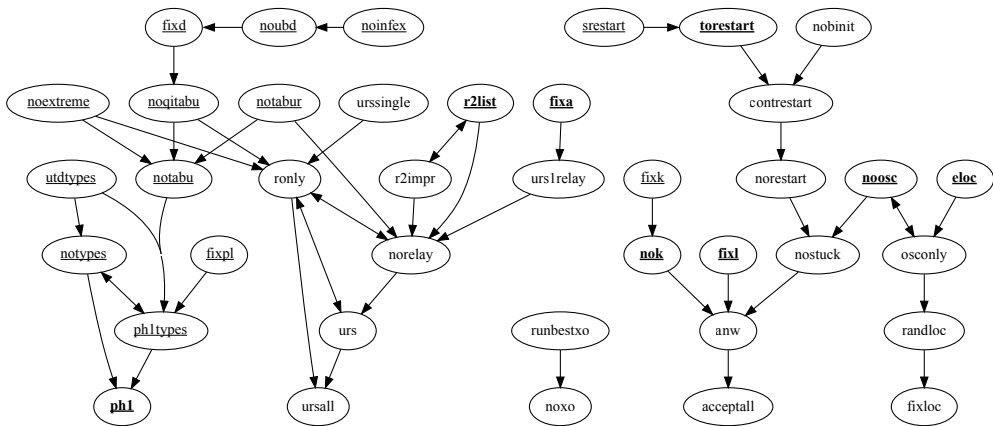 fixd noubd noinfex srestart torestart nobinit
noextreme noqitabu notabur urssingle r2list fixa contrestart
utdtypes notabu ronly r2impr urs1relay fixk norestart noosc eloc
notypes fixpl norelay nok fixl nostuck osconly
ph1types urs runbestxo anw randloc
ph1 ursall noxo acceptall fixloc